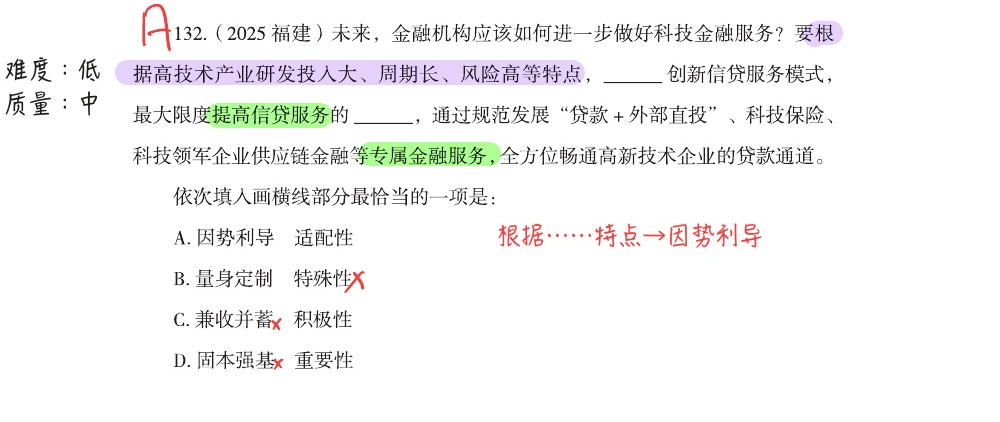 A
132.（2025 福建）未来，金融机构应该如何进一步做好科技金融服务？要根
难度：低
据高技术产业研发投入大、周期长、风险高等特点，______ 创新信贷服务模式，
质量：中
最大限度提高信贷服务的 ______，通过规范发展“贷款 + 外部直投”、科技保险、
科技领军企业供应链金融等专属金融服务，全方位畅通高新技术企业的贷款通道。
依次填入画横线部分最恰当的一项是：
A. 因势利导 适配性
根据……特点→因势利导
B. 量身定制 特殊性
C. 兼收并蓄 积极性
D. 固本强基 重要性